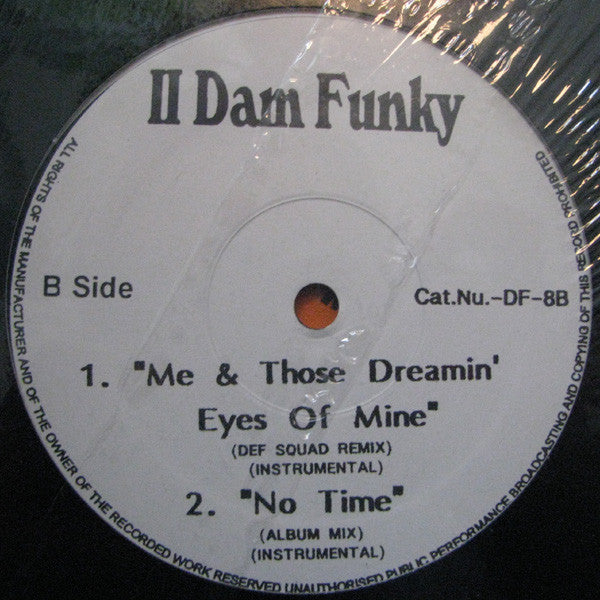 II Dam Funky
B Side
Cat.Nu.-DF-8B
1. "Me & Those Dreamin'
Eyes Of Mine"
(DEF SQUAD REMIX)
(INSTRUMENTAL)
2. "No Time"
(ALBUM MIX)
(INSTRUMENTAL)
ALL RIGHTS OF THE MANUFACTURER AND OF THE OWNER OF THE RECORDED WORK RESERVED UNAUTHORISED PUBLIC PERFORMANCE BROADCASTING AND COPYING OF THIS RECORD PROHIBITED